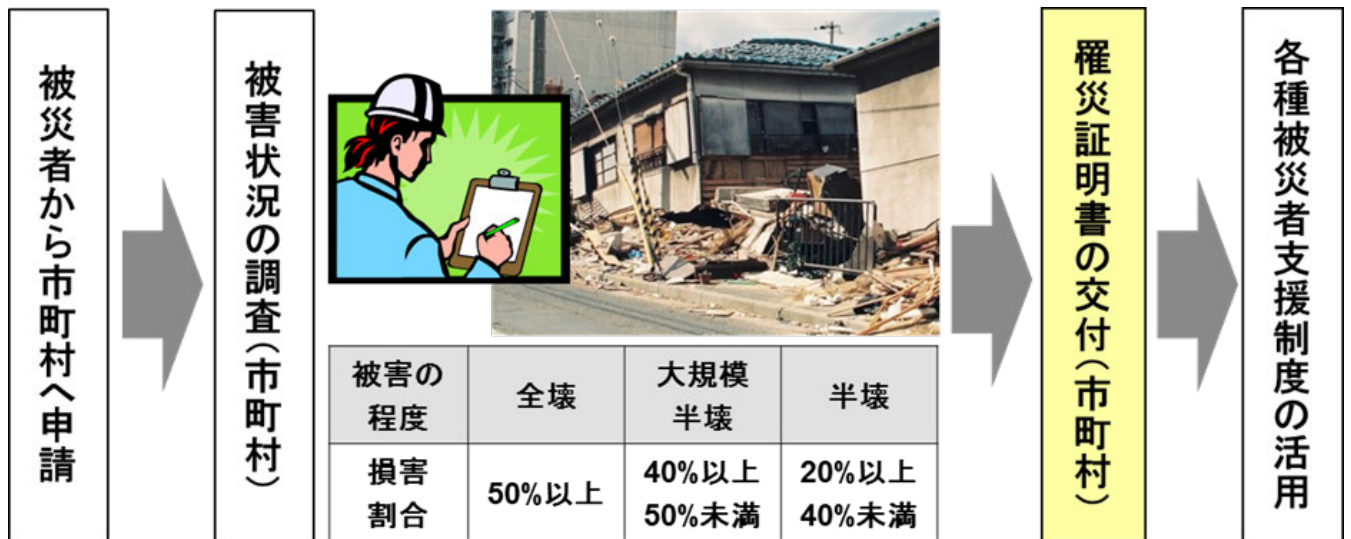 被災者から市町村へ申請
被害状況の調査（市町村）
被害の
程度
全壊
大規模
半壊
半壊
損害
割合
50%以上
40%以上
50%未満
20%以上
40%未満
罹災証明書の交付（市町村）
各種被災者支援制度の活用